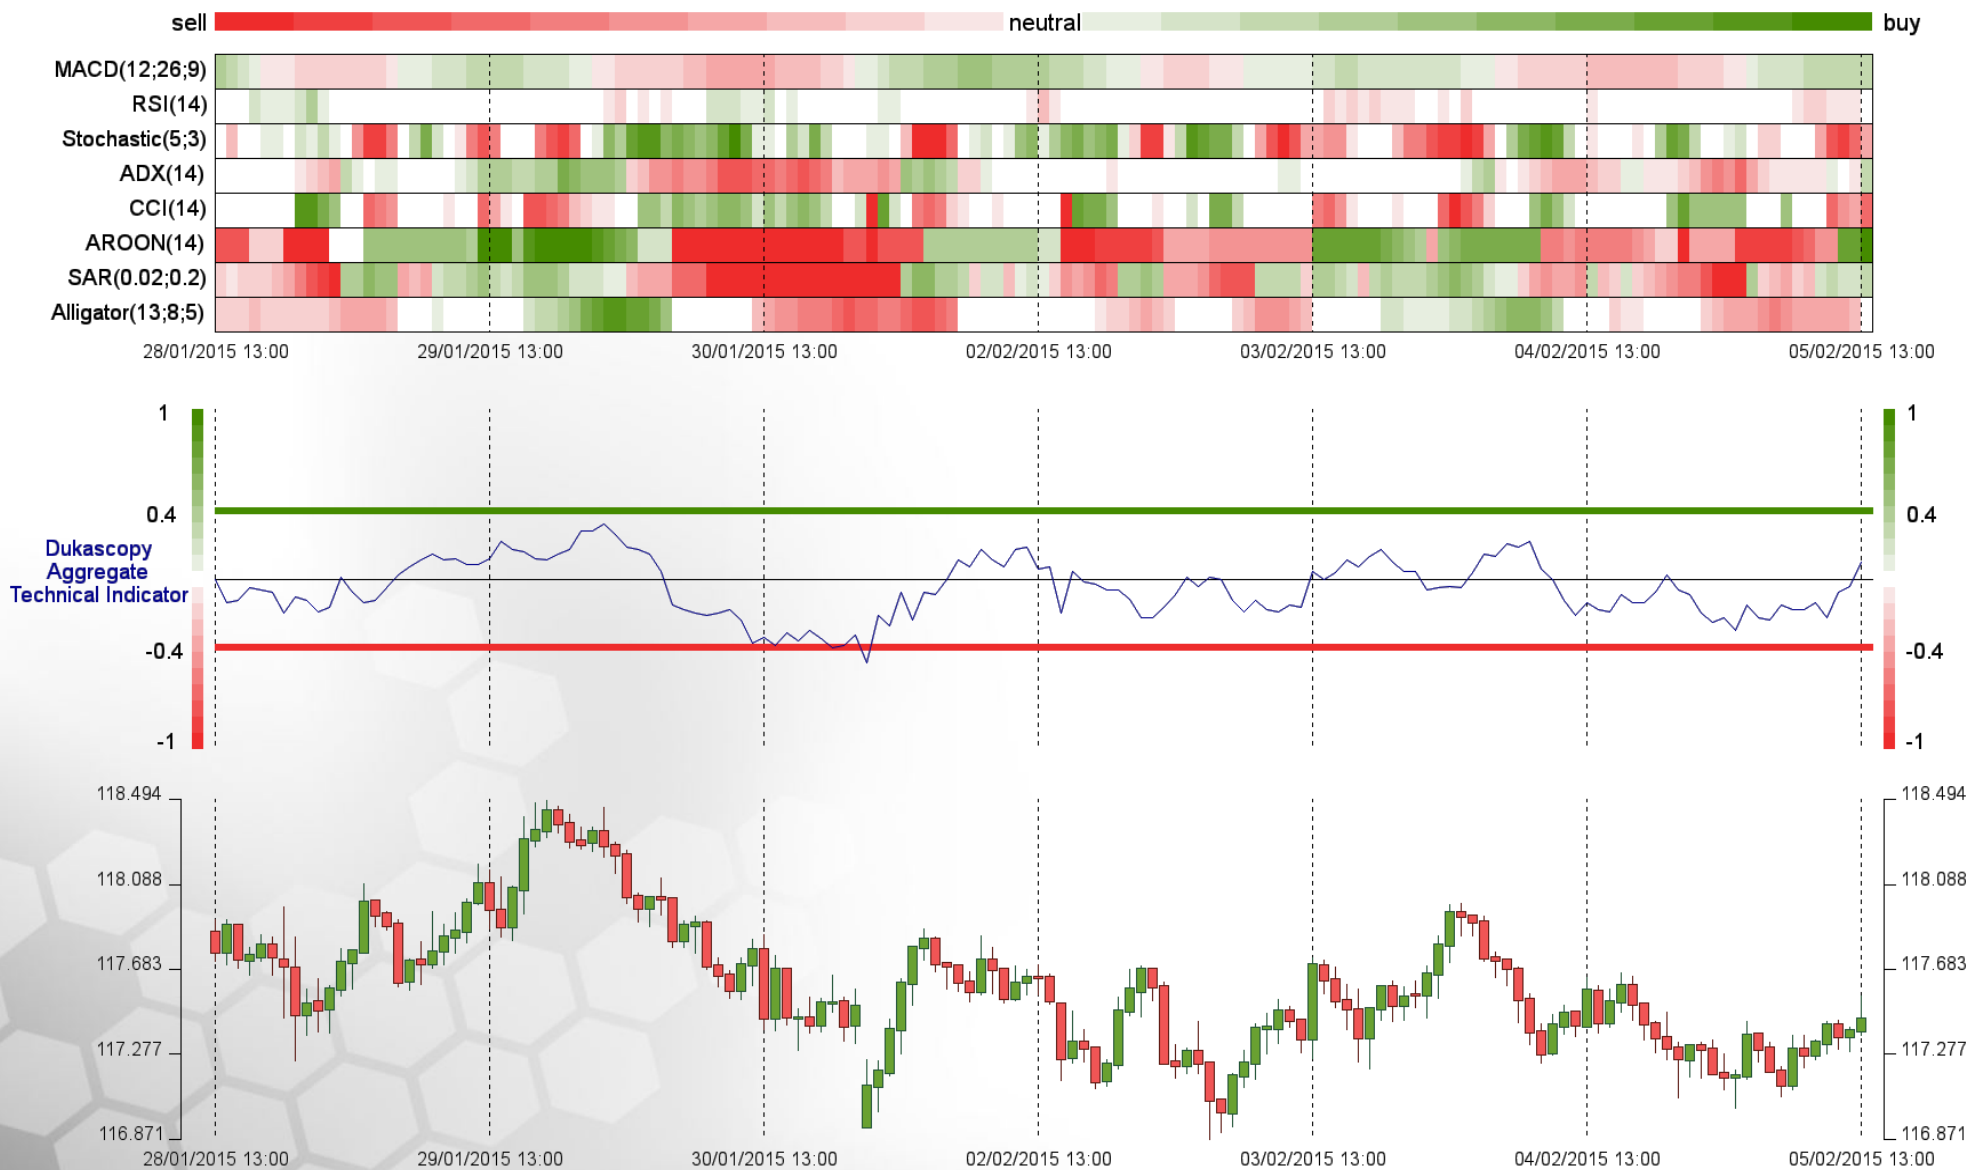 sell neutral buy
MACD(12;26;9)
RSI(14)
Stochastic(5;3)
ADX(14)
CCI(14)
AROON(14)
SAR(0.02;0.2)
Alligator(13;8;5)
28/01/2015 13:00 29/01/2015 13:00 30/01/2015 13:00 02/02/2015 13:00 03/02/2015 13:00 04/02/2015 13:00 05/02/2015 13:00
1 1
0.4 0.4
Dukascopy
Aggregate
Technical Indicator
-0.4 -0.4
-1 -1
118.494 118.494
118.088 118.088
117.683 117.683
117.277 117.277
116.871 116.871
28/01/2015 13:00 29/01/2015 13:00 30/01/2015 13:00 02/02/2015 13:00 03/02/2015 13:00 04/02/2015 13:00 05/02/2015 13:00